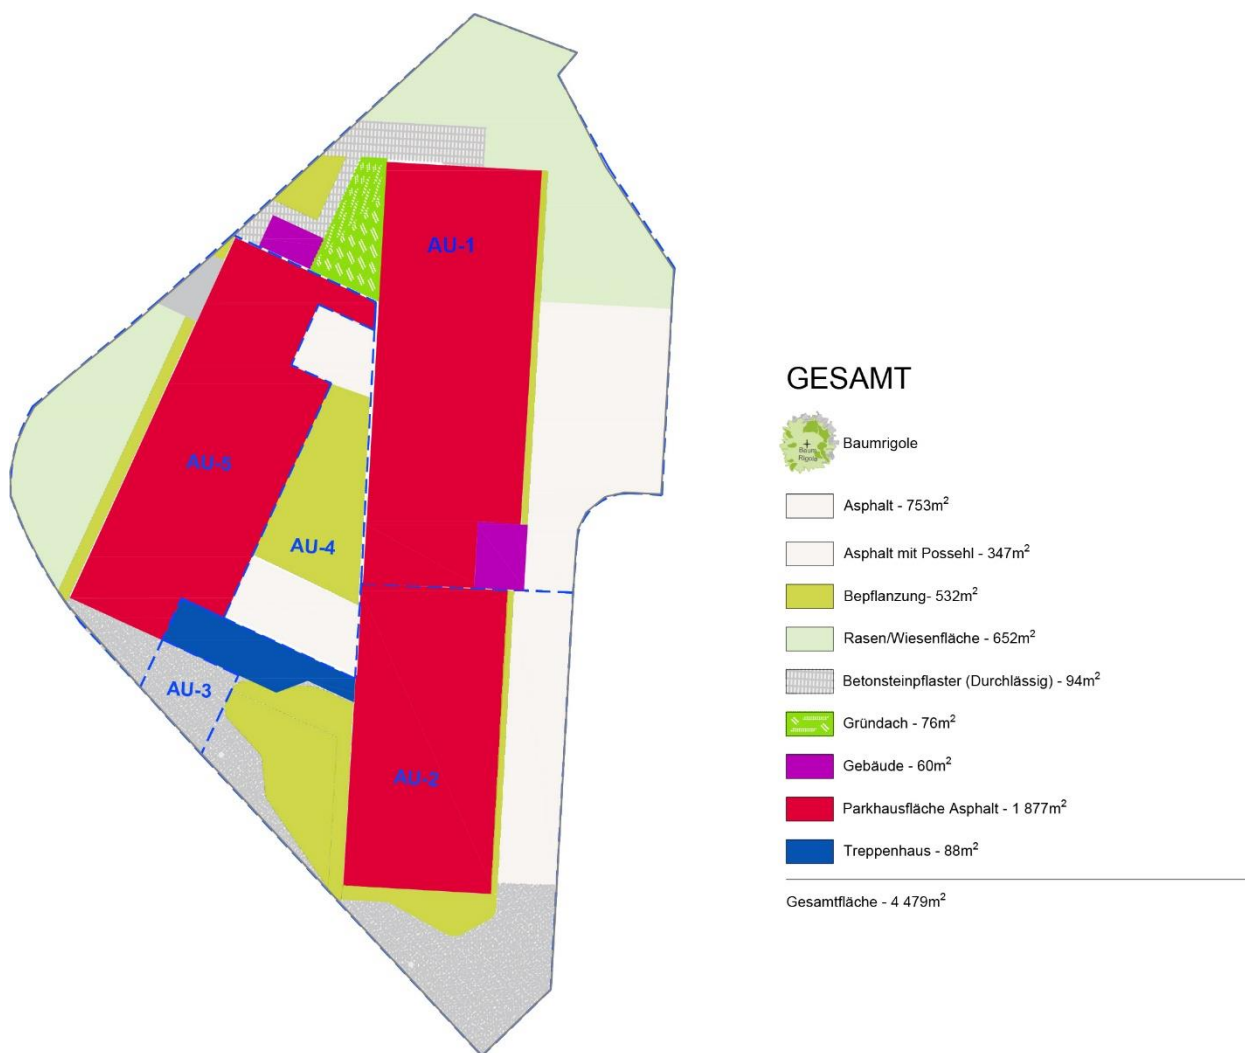 AU-1
AU-5
AU-4
AU-3
AU-2
GESAMT
Baum
Rigole
Baumrigole
Asphalt - 753m²
Asphalt mit Possehl - 347m²
Bepflanzung- 532m²
Rasen/Wiesenfläche - 652m²
Betonsteinpflaster (Durchlässig) - 94m²
Gründach - 76m²
Gebäude - 60m²
Parkhausfläche Asphalt - 1 877m²
Treppenhaus - 88m²
Gesamtfläche - 4 479m²